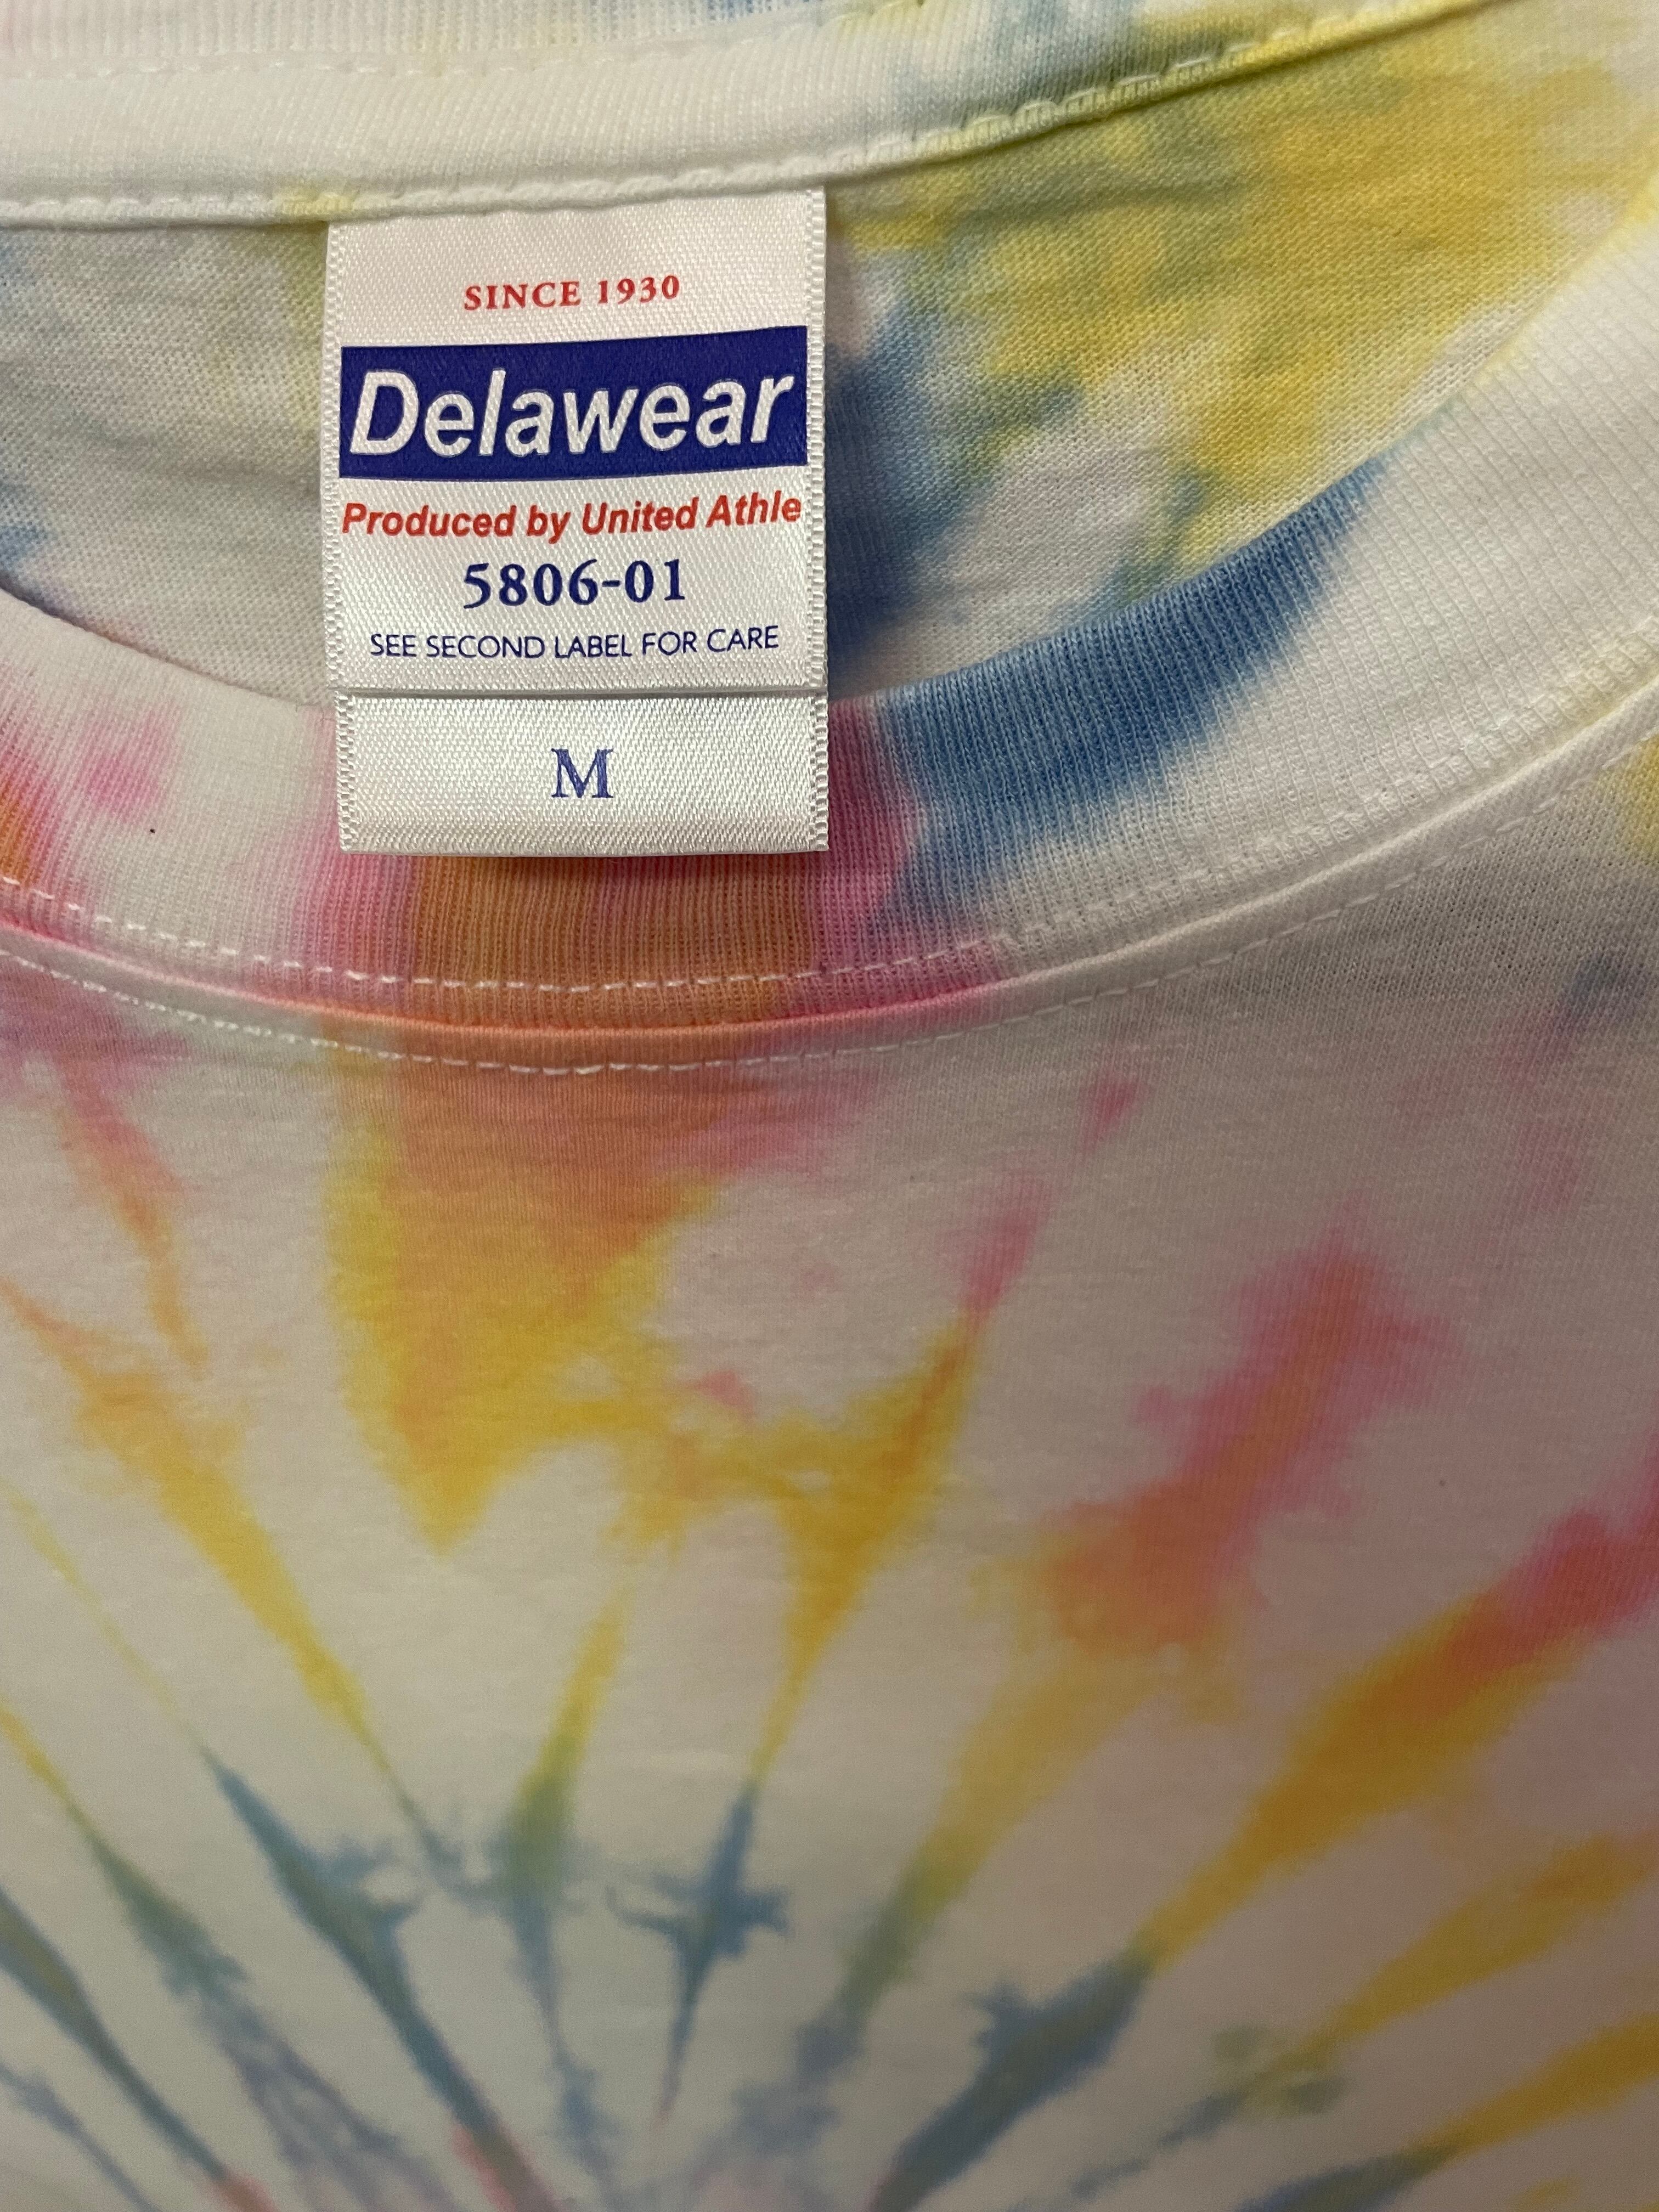 SINCE 1930
Delawear
Produced by United Athle
5806-01
SEE SECOND LABEL FOR CARE
M